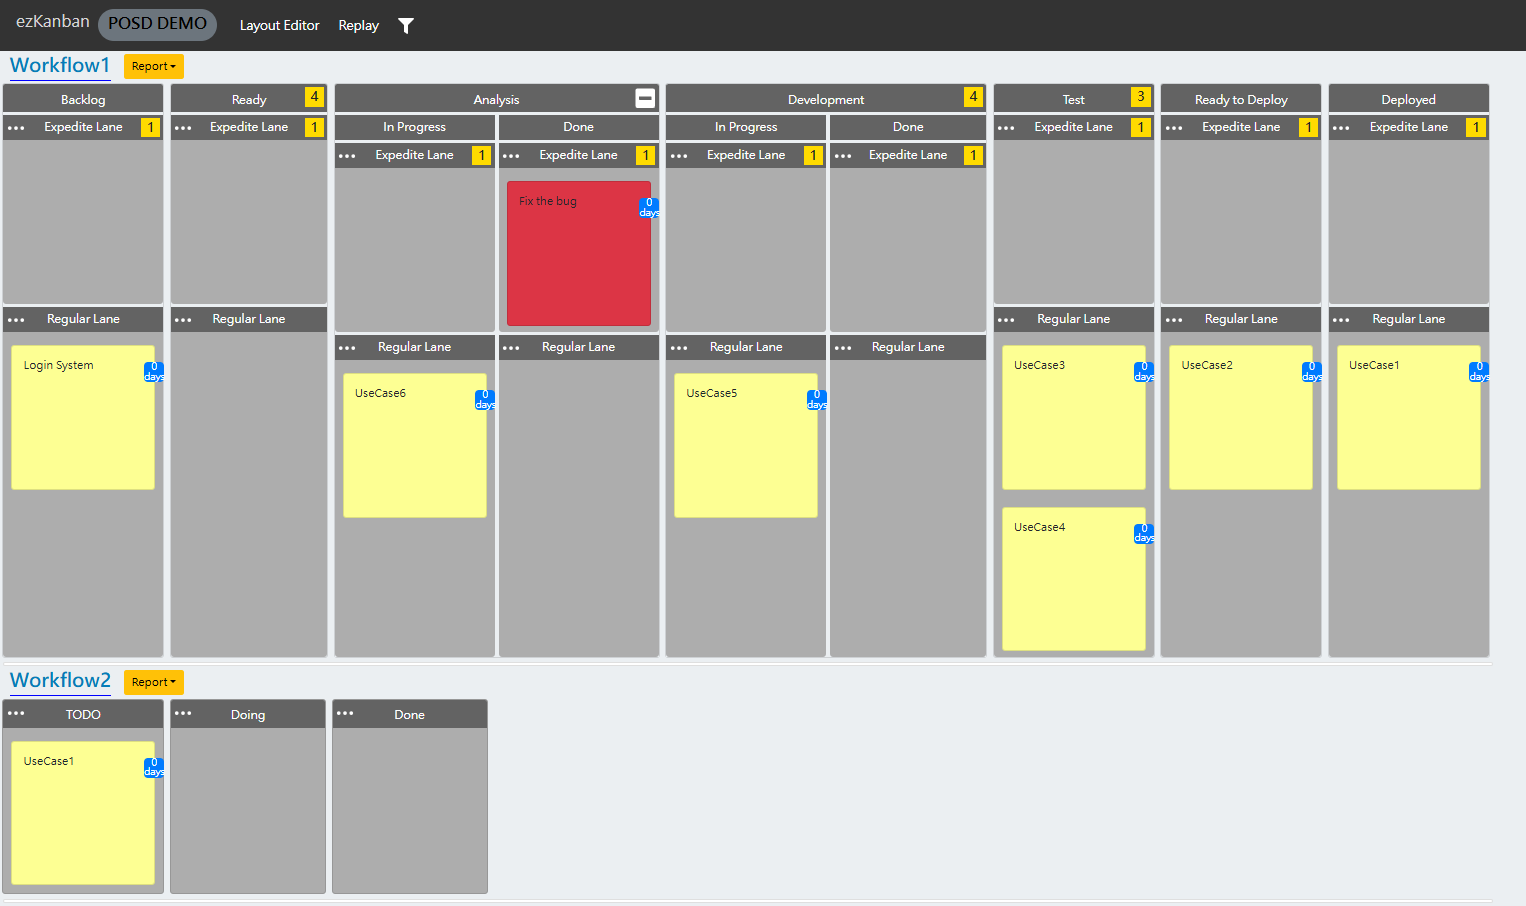 ezKanban POSD DEMO Layout Editor Replay
Workflow1 Report
Backlog Ready 4 Analysis Development 4 Test 3 Ready to Deploy Deployed
Expedite Lane 1 Expedite Lane 1 In Progress Done In Progress Done Expedite Lane 1 Expedite Lane 1 Expedite Lane 1
Expedite Lane 1 Expedite Lane 1 Expedite Lane 1 Expedite Lane 1
Fix the bug 0 days
Regular Lane Regular Lane Regular Lane Regular Lane Regular Lane
Regular Lane Regular Lane Regular Lane Regular Lane
Login System 0 days UseCase3 0 days UseCase2 0 days UseCase1 0 days
UseCase6 0 days UseCase5 0 days
UseCase4 0 days
Workflow2 Report
TODO Doing Done
UseCase1 0 days